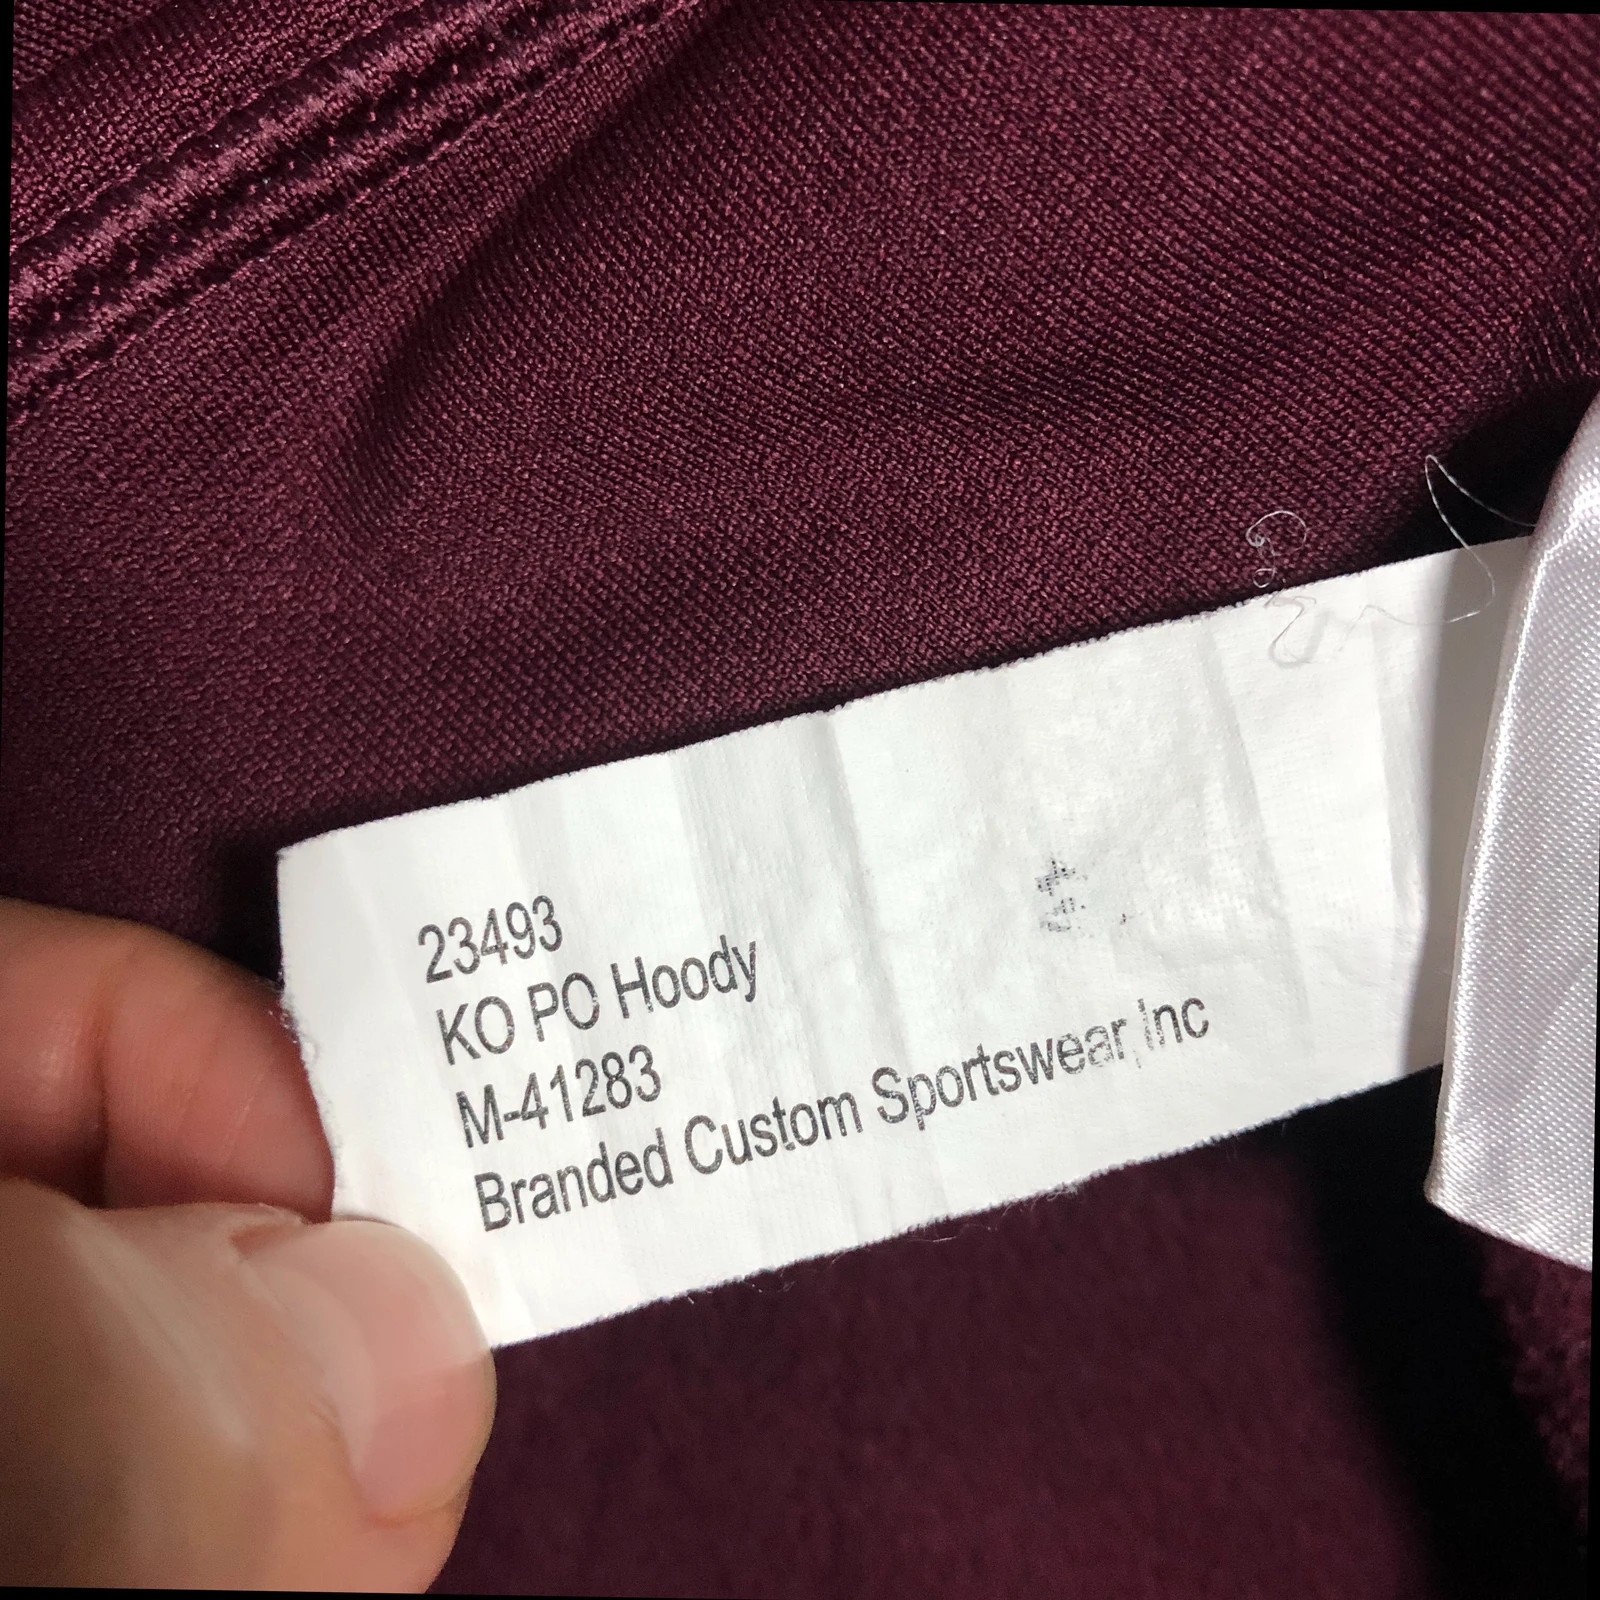 23493
KO PO Hoody
M-41283
Branded Custom Sportswear, Inc